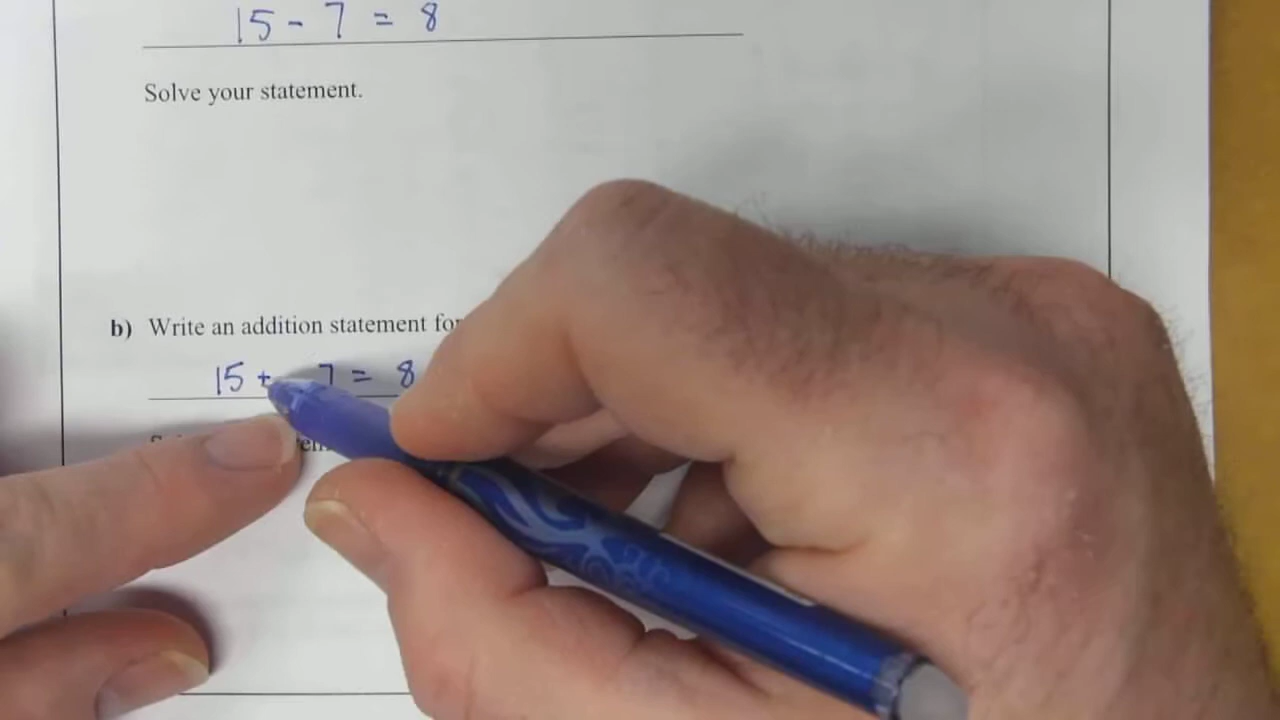 15 - 7 = 8
Solve your statement.
b) Write an addition statement for
15 + 7 = 8